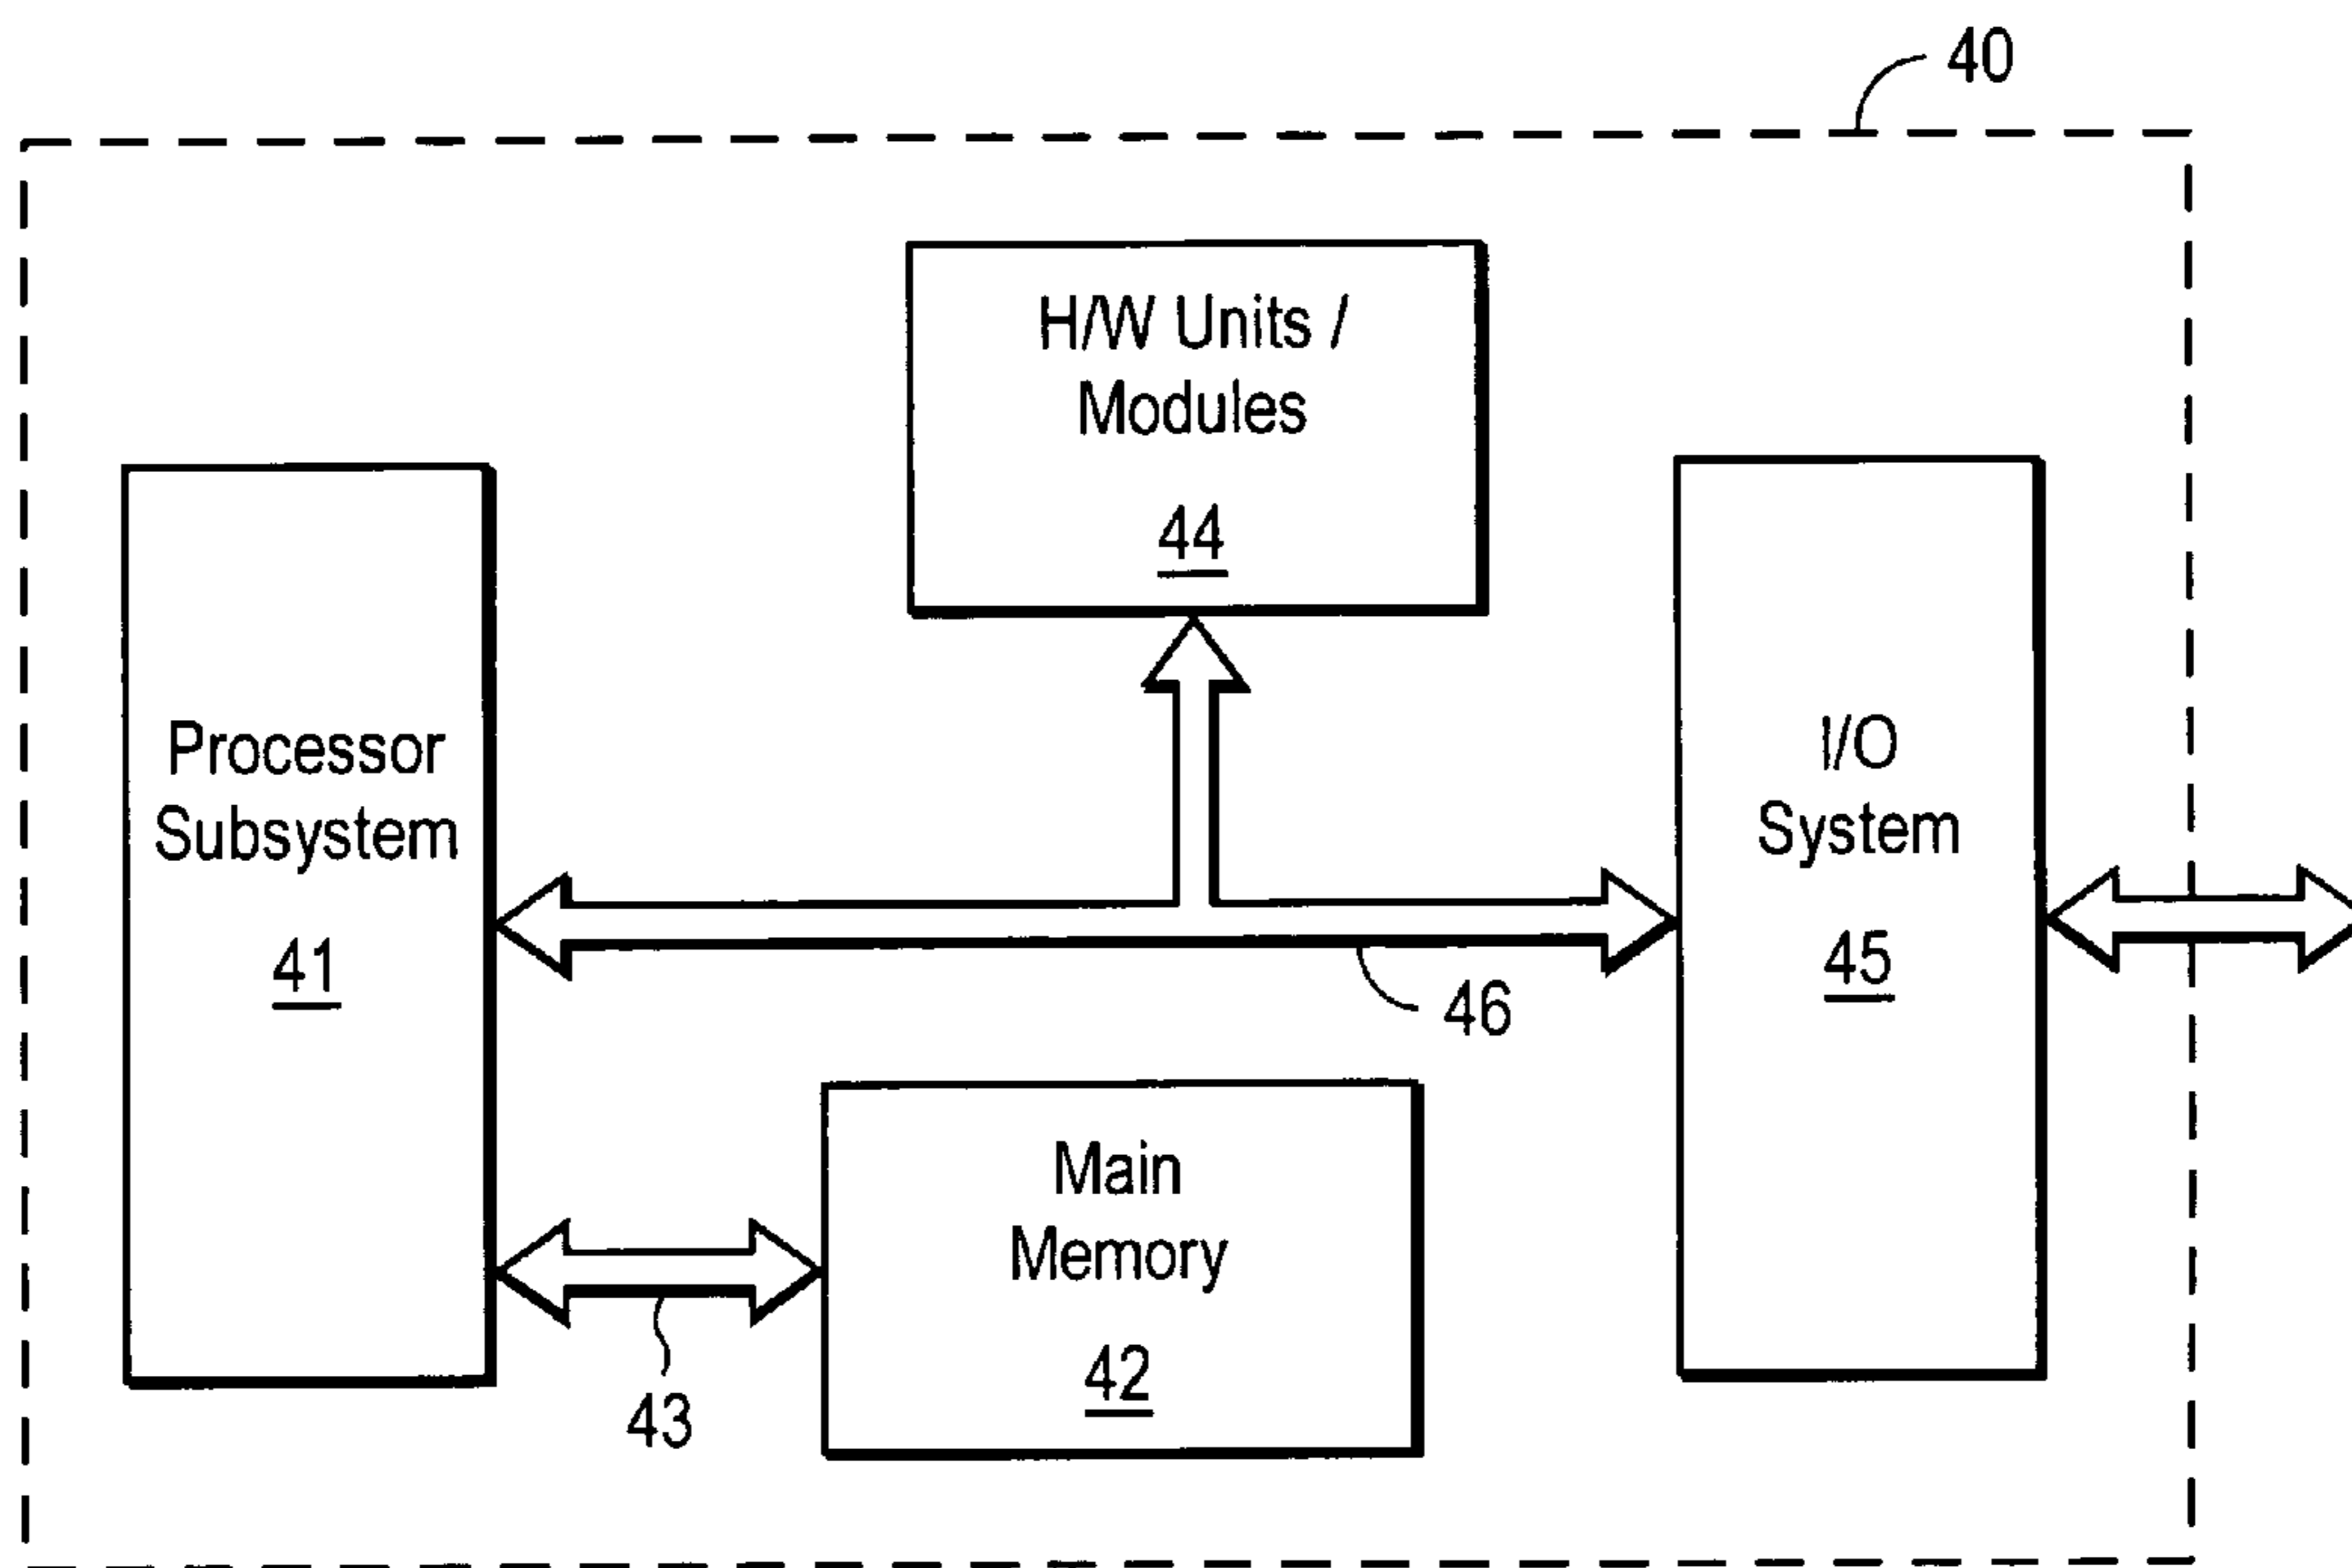 40
H/W Units /
Modules
44
Processor
Subsystem
41
I/O
System
45
46
Main
Memory
42
43